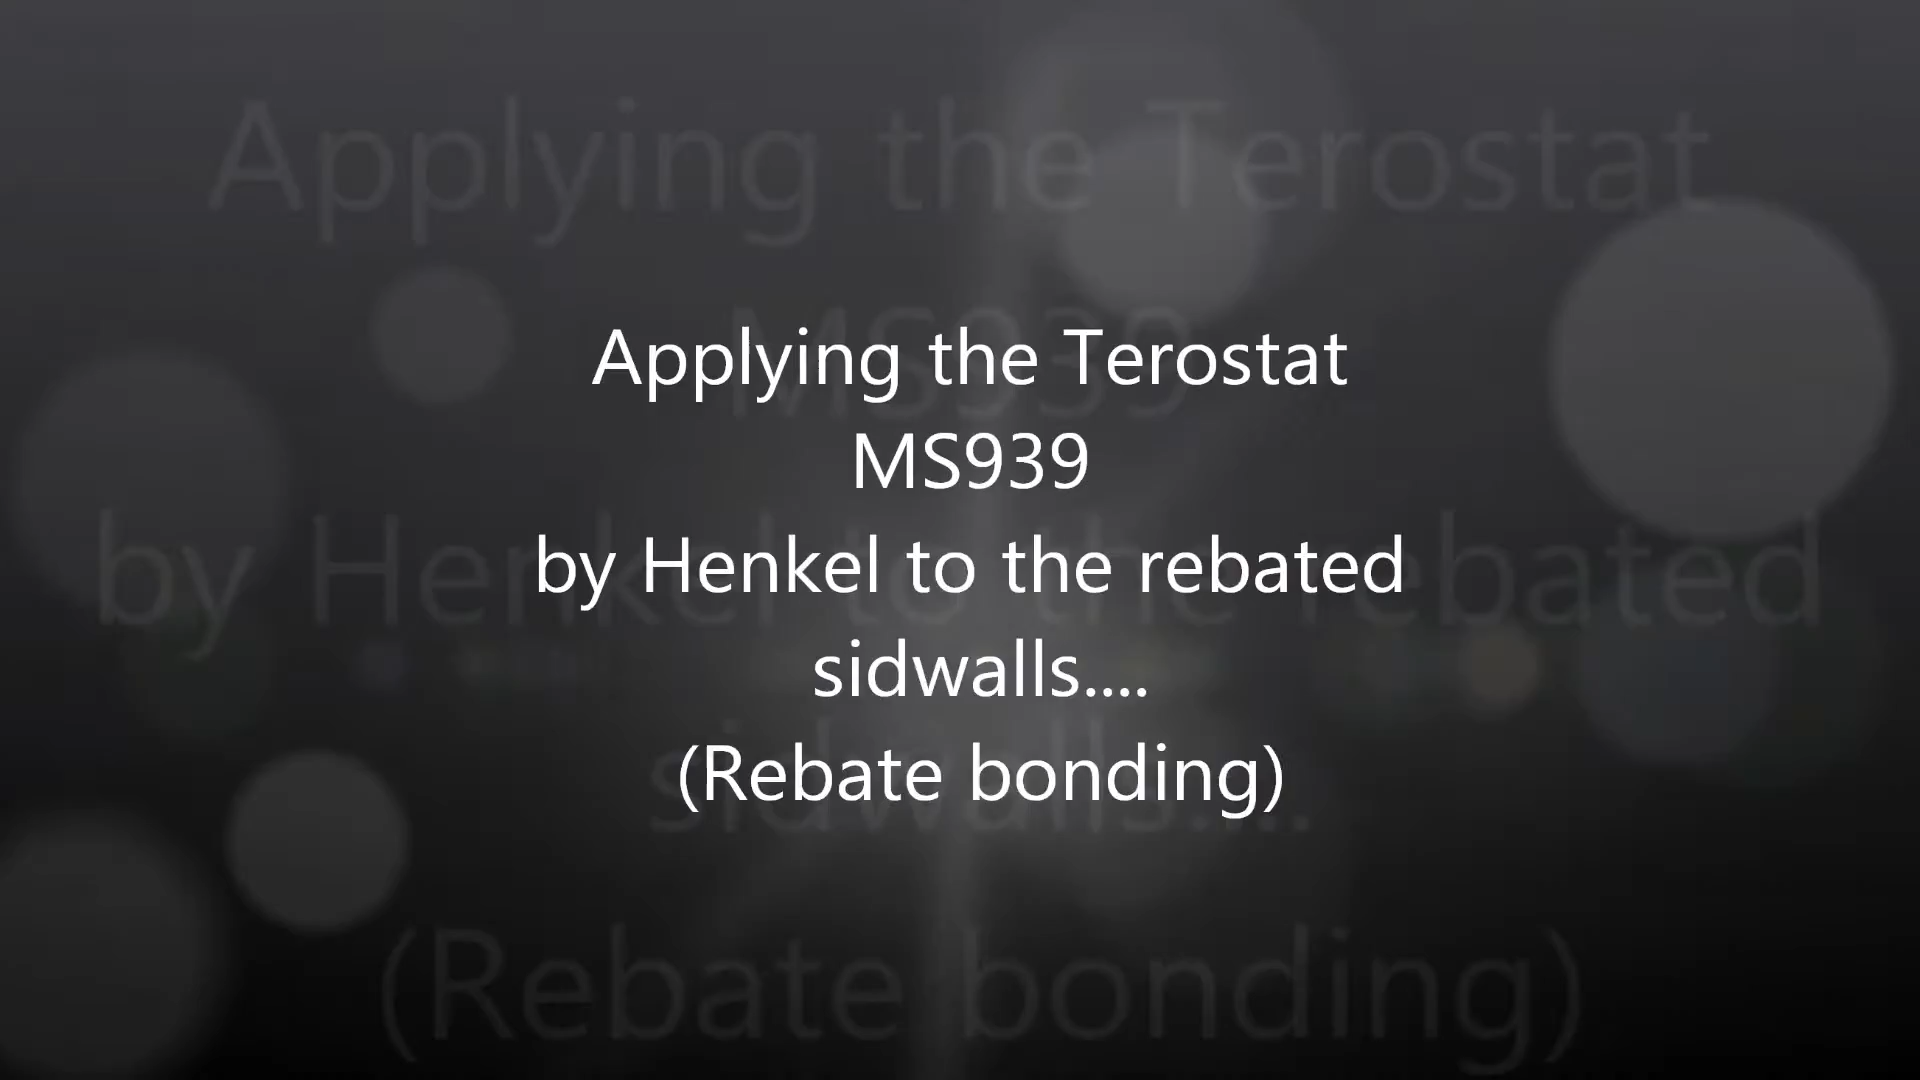 Applying the Terostat
MS939
by Henkel to the rebated
sidwalls....
(Rebate bonding)